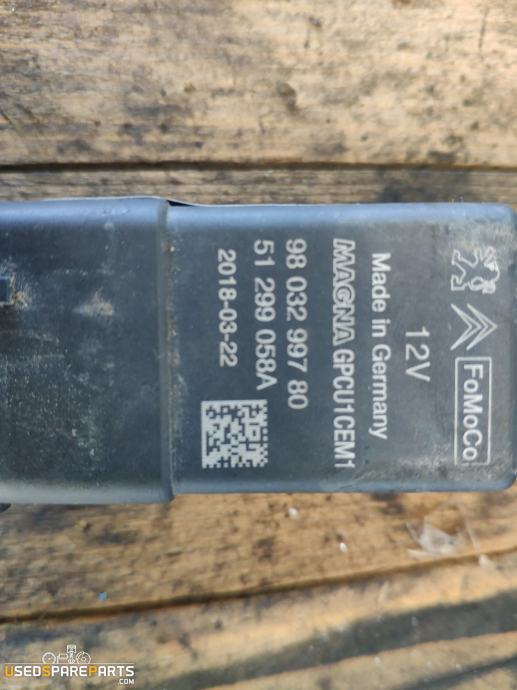 FoMoCo
12V
Made in Germany
MAGNA GPCU1CEM1
98 032 997 80
51 299 058A
2018-03-22
USEDSPAREPARTS
.COM